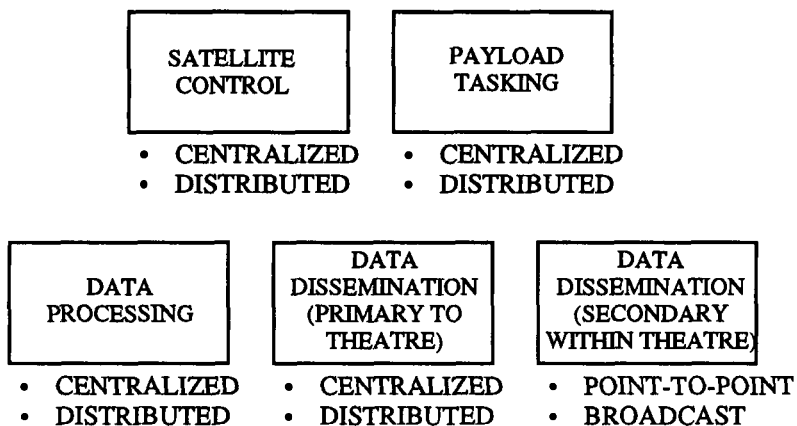 SATELLITE
CONTROL
• CENTRALIZED
• DISTRIBUTED
PAYLOAD
TASKING
• CENTRALIZED
• DISTRIBUTED
DATA
PROCESSING
• CENTRALIZED
• DISTRIBUTED
DATA
DISSEMINATION
(PRIMARY TO
THEATRE)
• CENTRALIZED
• DISTRIBUTED
DATA
DISSEMINATION
(SECONDARY
WITHIN THEATRE)
• POINT-TO-POINT
• BROADCAST